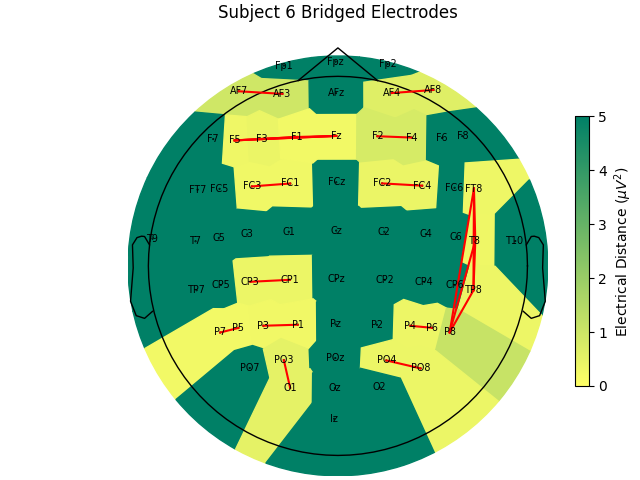 Subject 6 Bridged Electrodes
Fp1 Fpz Fp2
AF7 AF3 AFz AF4 AF8
F7 F5 F3 F1 Fz F2 F4 F6 F8
FT7 FC5 FC3 FC1 FCz FC2 FC4 FC6 FT8
T9 T7 C5 C3 C1 Cz C2 C4 C6 T8 T10
TP7 CP5 CP3 CP1 CPz CP2 CP4 CP6 TP8
P7 P5 P3 P1 Pz P2 P4 P6 P8
PO7 PO3 POz PO4 PO8
O1 Oz O2
Iz
5
4
3
2
1
0
Electrical Distance (μV²)